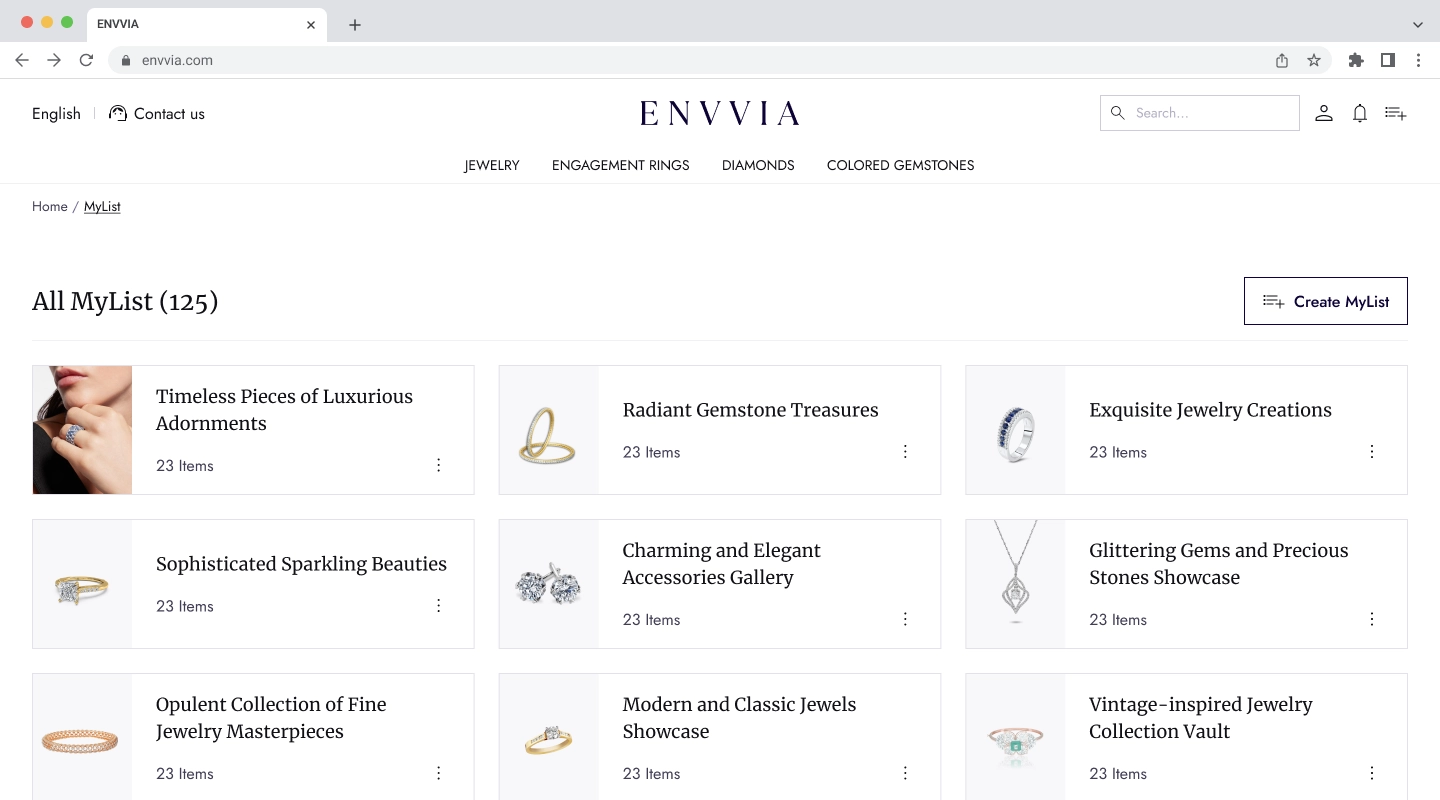 ENVVIA
envvia.com
English
Contact us
ENVVIA
Search...
JEWELRY
ENGAGEMENT RINGS
DIAMONDS
COLORED GEMSTONES
Home / MyList
All MyList (125)
Create MyList
Timeless Pieces of Luxurious
Adornments
23 Items
Radiant Gemstone Treasures
23 Items
Exquisite Jewelry Creations
23 Items
Sophisticated Sparkling Beauties
23 Items
Charming and Elegant
Accessories Gallery
23 Items
Glittering Gems and Precious
Stones Showcase
23 Items
Opulent Collection of Fine
Jewelry Masterpieces
23 Items
Modern and Classic Jewels
Showcase
23 Items
Vintage-inspired Jewelry
Collection Vault
23 Items